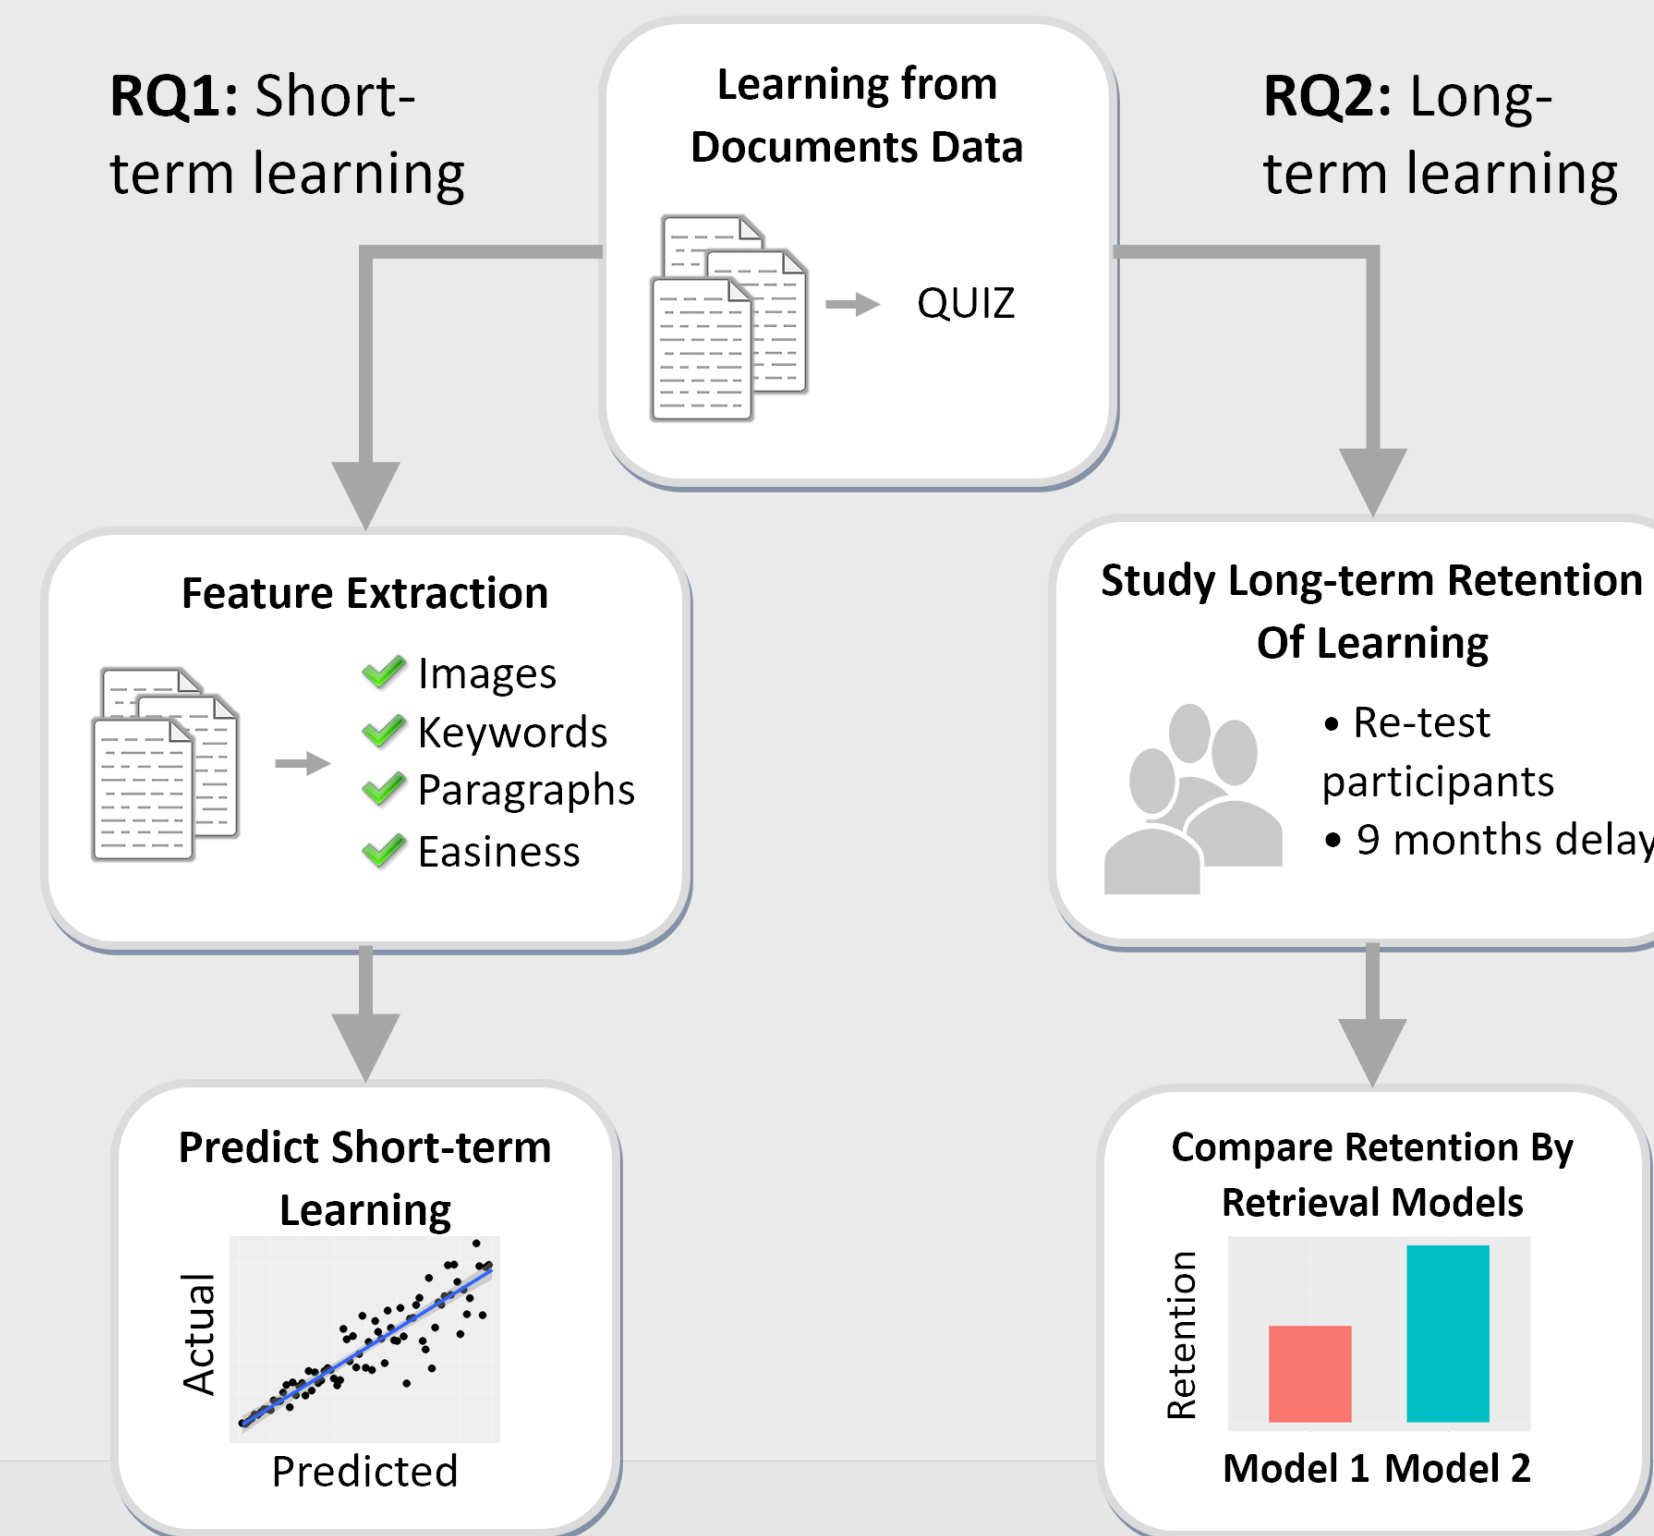 RQ1: Short-
term learning
Learning from
Documents Data
QUIZ
RQ2: Long-
term learning
Feature Extraction
Images
Keywords
Paragraphs
Easiness
Study Long-term Retention
Of Learning
• Re-test
participants
• 9 months delay
Predict Short-term
Learning
Actual
Predicted
Compare Retention By
Retrieval Models
Retention
Model 1 Model 2